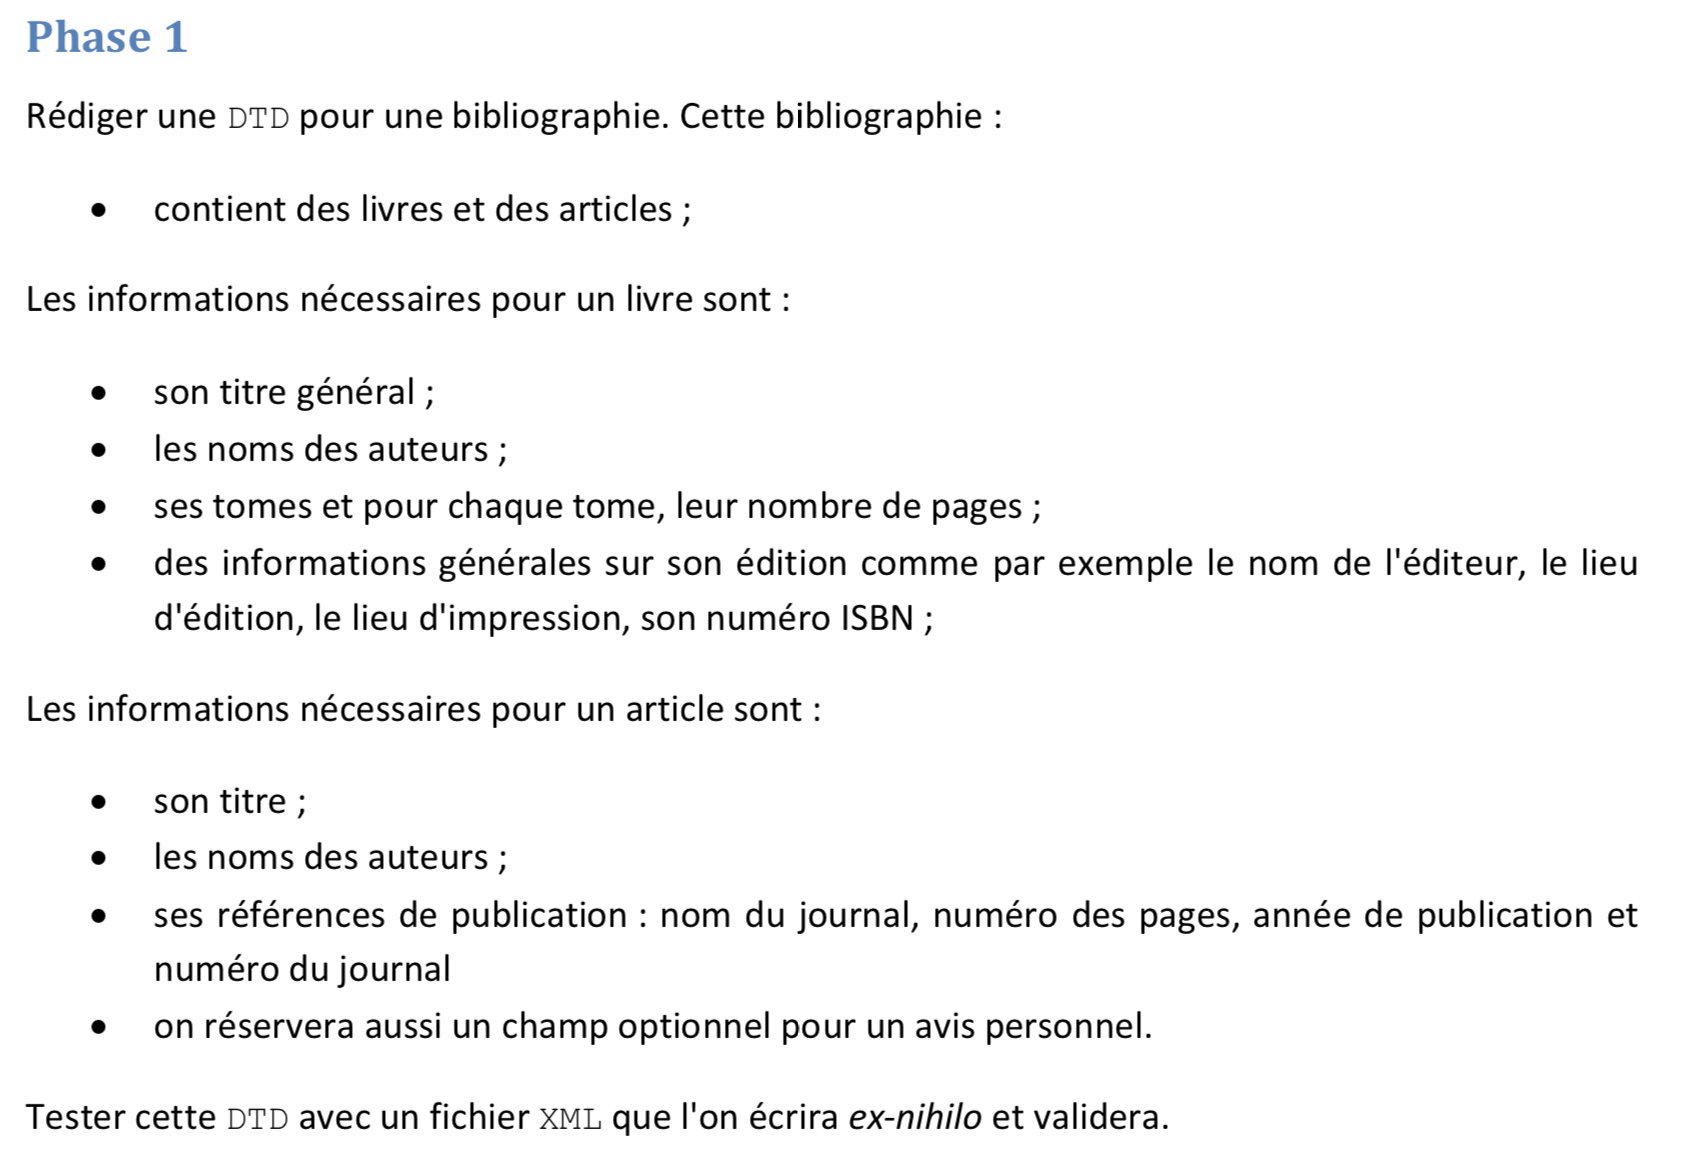 Phase 1
Rédiger une DTD pour une bibliographie. Cette bibliographie :
• contient des livres et des articles ;
Les informations nécessaires pour un livre sont :
• son titre général ;
• les noms des auteurs ;
• ses tomes et pour chaque tome, leur nombre de pages ;
• des informations générales sur son édition comme par exemple le nom de l'éditeur, le lieu
d'édition, le lieu d'impression, son numéro ISBN ;
Les informations nécessaires pour un article sont :
• son titre ;
• les noms des auteurs ;
• ses références de publication : nom du journal, numéro des pages, année de publication et
numéro du journal
• on réservera aussi un champ optionnel pour un avis personnel.
Tester cette DTD avec un fichier XML que l'on écrira ex-nihilo et validera.